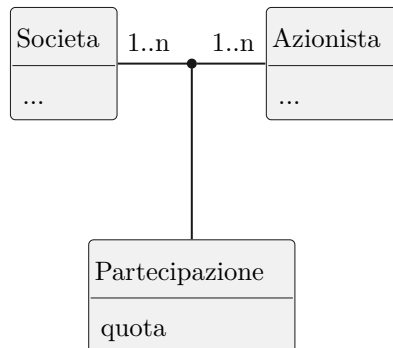 Societa
1..n
1..n
Azionista
...
...
Partecipazione
quota